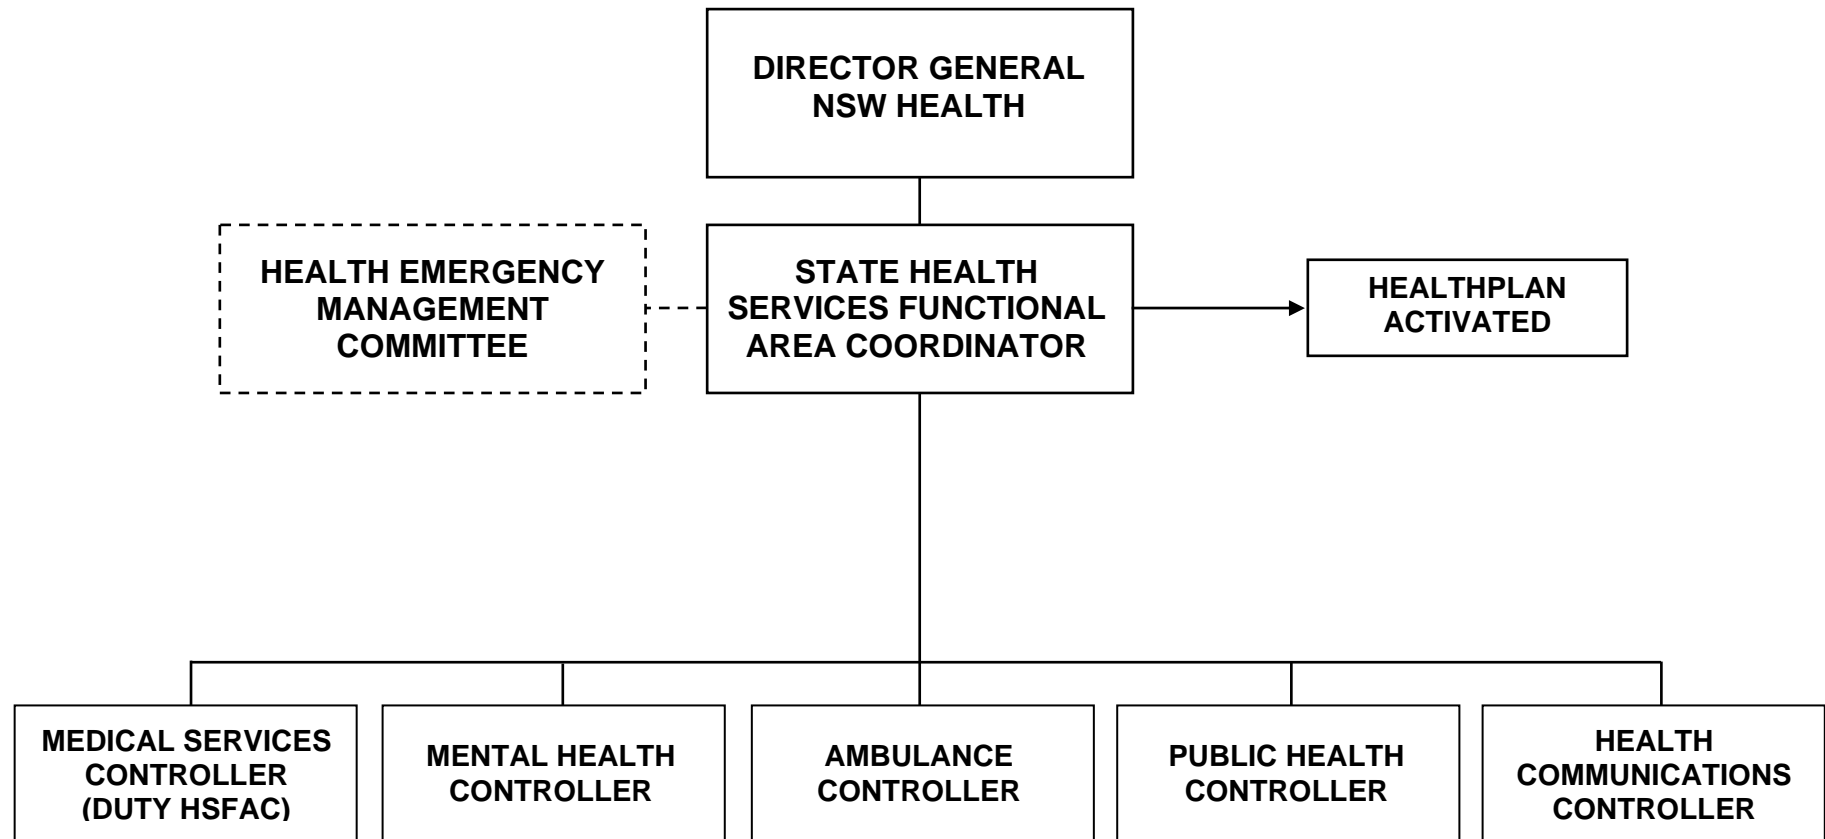 DIRECTOR GENERAL
NSW HEALTH
HEALTH EMERGENCY
MANAGEMENT
COMMITTEE
STATE HEALTH
SERVICES FUNCTIONAL
AREA COORDINATOR
HEALTHPLAN
ACTIVATED
MEDICAL SERVICES
CONTROLLER
(DUTY HSFAC)
MENTAL HEALTH
CONTROLLER
AMBULANCE
CONTROLLER
PUBLIC HEALTH
CONTROLLER
HEALTH
COMMUNICATIONS
CONTROLLER